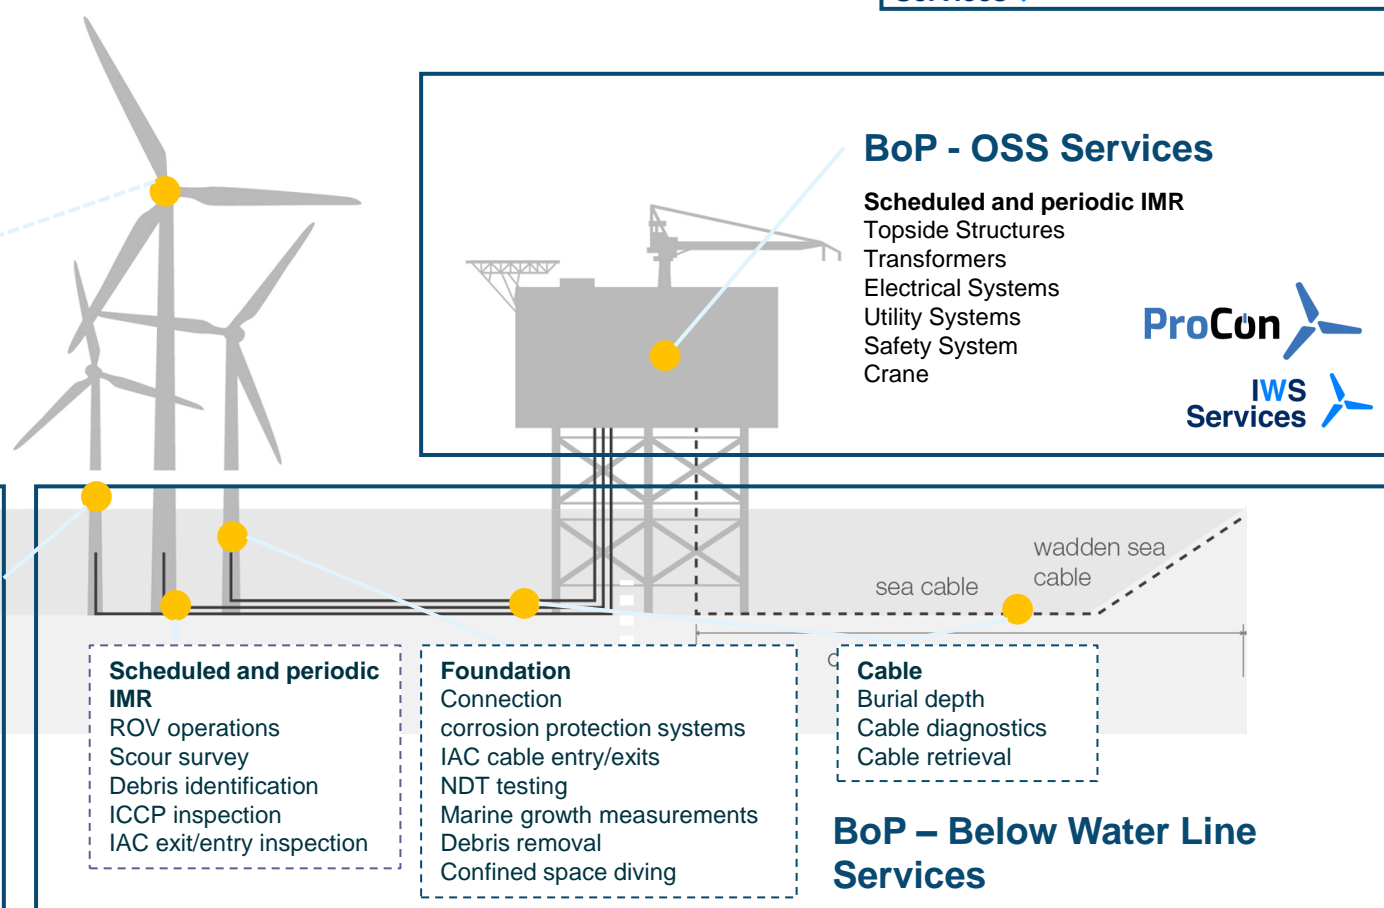 BoP - OSS Services
Scheduled and periodic IMR
Topside Structures
Transformers
Electrical Systems
Utility Systems
Safety System
Crane
ProCon
IWS
Services
wadden sea
cable
sea cable
Scheduled and periodic
IMR
ROV operations
Scour survey
Debris identification
ICCP inspection
IAC exit/entry inspection
Foundation
Connection
corrosion protection systems
IAC cable entry/exits
NDT testing
Marine growth measurements
Debris removal
Confined space diving
Cable
Burial depth
Cable diagnostics
Cable retrieval
BoP – Below Water Line
Services